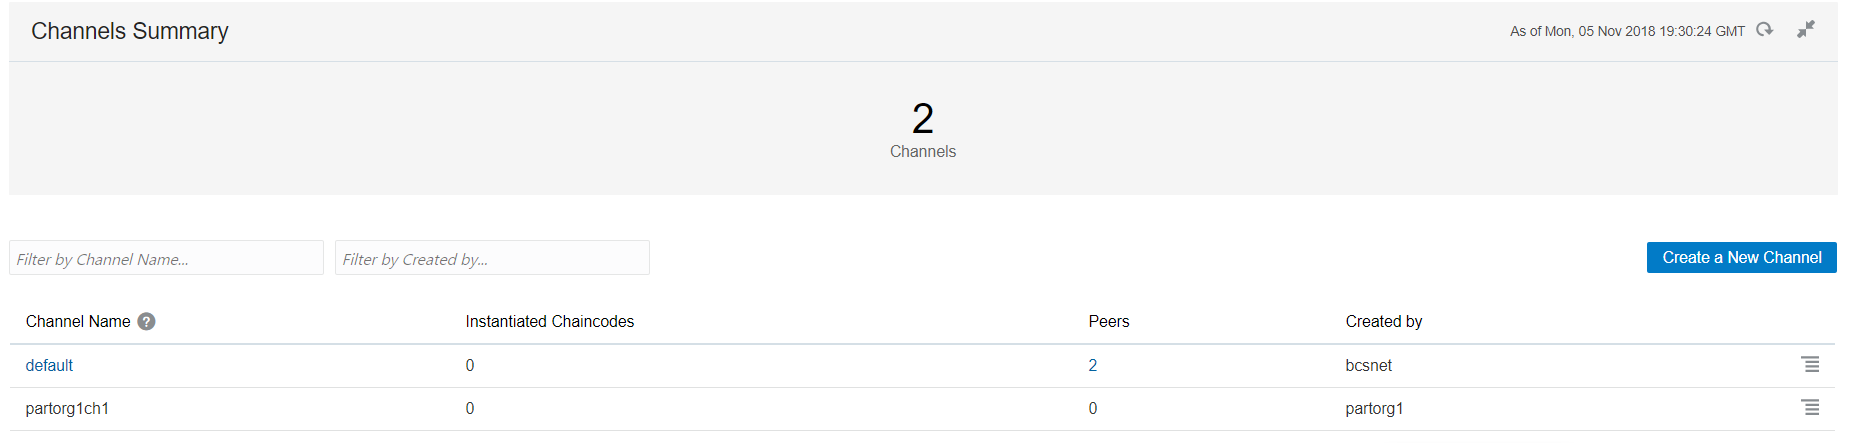 Channels Summary
As of Mon, 05 Nov 2018 19:30:24 GMT
2
Channels
Filter by Channel Name... Filter by Created by...
Create a New Channel
Channel Name ? Instantiated Chaincodes Peers Created by
default 0 2 bcsnet
partorg1ch1 0 0 partorg1